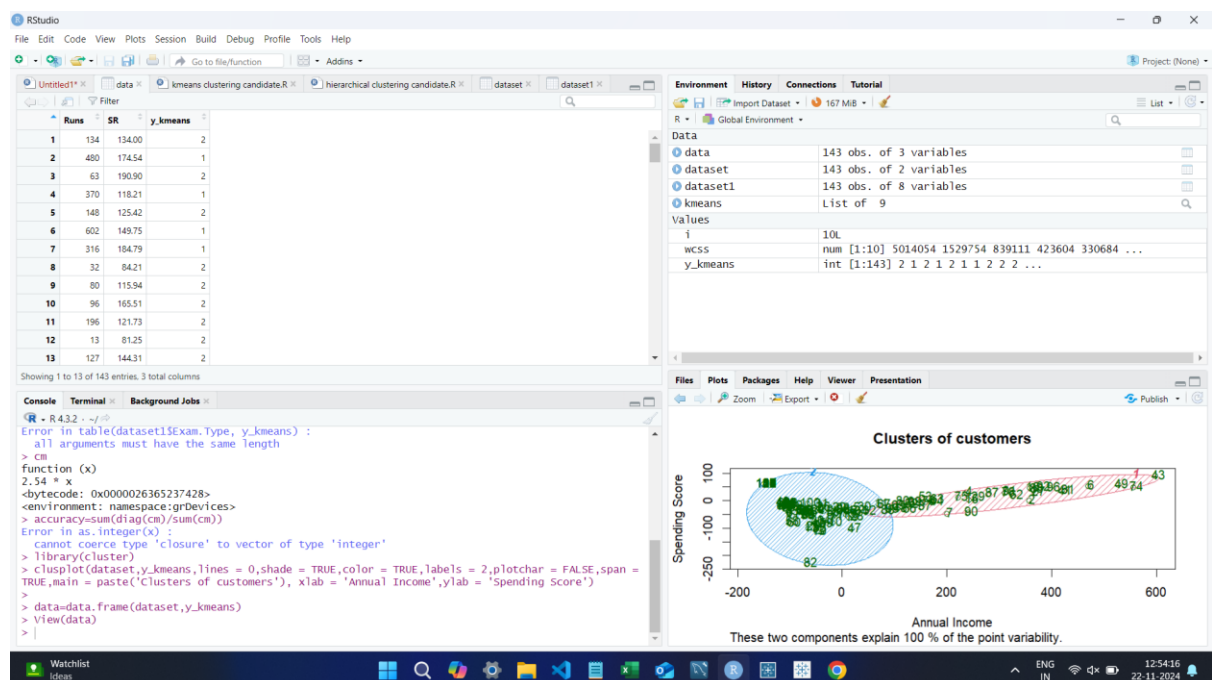 RStudio
File Edit Code View Plots Session Build Debug Profile Tools Help
Go to file/function Addins Project: (None)
Untitled1* data kmeans clustering candidate.R hierarchical clustering candidate.R dataset dataset1
Filter
Runs SR y_kmeans
1 134 134.00 2
2 480 174.54 1
3 63 190.90 2
4 370 118.21 1
5 148 125.42 2
6 602 149.75 1
7 316 184.79 1
8 32 84.21 2
9 80 115.94 2
10 96 165.51 2
11 196 121.73 2
12 13 81.25 2
13 127 144.31 2
Showing 1 to 13 of 143 entries, 3 total columns
Console Terminal Background Jobs
R 4.3.2 · ~/
Error in table(dataset1$Exam.Type, y_kmeans) :
all arguments must have the same length
> cm
function (x)
2.54 * x
<bytecode: 0x0000026365237428>
<environment: namespace:grDevices>
> accuracy=sum(diag(cm)/sum(cm))
Error in as.integer(x) :
cannot coerce type 'closure' to vector of type 'integer'
> library(cluster)
> clusplot(dataset,y_kmeans,lines = 0,shade = TRUE,color = TRUE,labels = 2,plotchar = FALSE,span =
TRUE,main = paste('Clusters of customers'), xlab = 'Annual Income',ylab = 'Spending Score')
>
> data=data.frame(dataset,y_kmeans)
> View(data)
>
Environment History Connections Tutorial
Import Dataset 167 MiB List
R Global Environment
Data
data 143 obs. of 3 variables
dataset 143 obs. of 2 variables
dataset1 143 obs. of 8 variables
kmeans List of 9
Values
i 10L
wcss num [1:10] 5014054 1529754 839111 423604 330684 ...
y_kmeans int [1:143] 2 1 2 1 2 1 1 2 2 2 ...
Files Plots Packages Help Viewer Presentation
Zoom Export Publish
Clusters of customers
Spending Score
100
0
-100
-250
2
1
43
6
4974
7 90
47
82
-200 0 200 400 600
Annual Income
These two components explain 100 % of the point variability.
Watchlist
Ideas
ENG
IN
12:54:16
22-11-2024